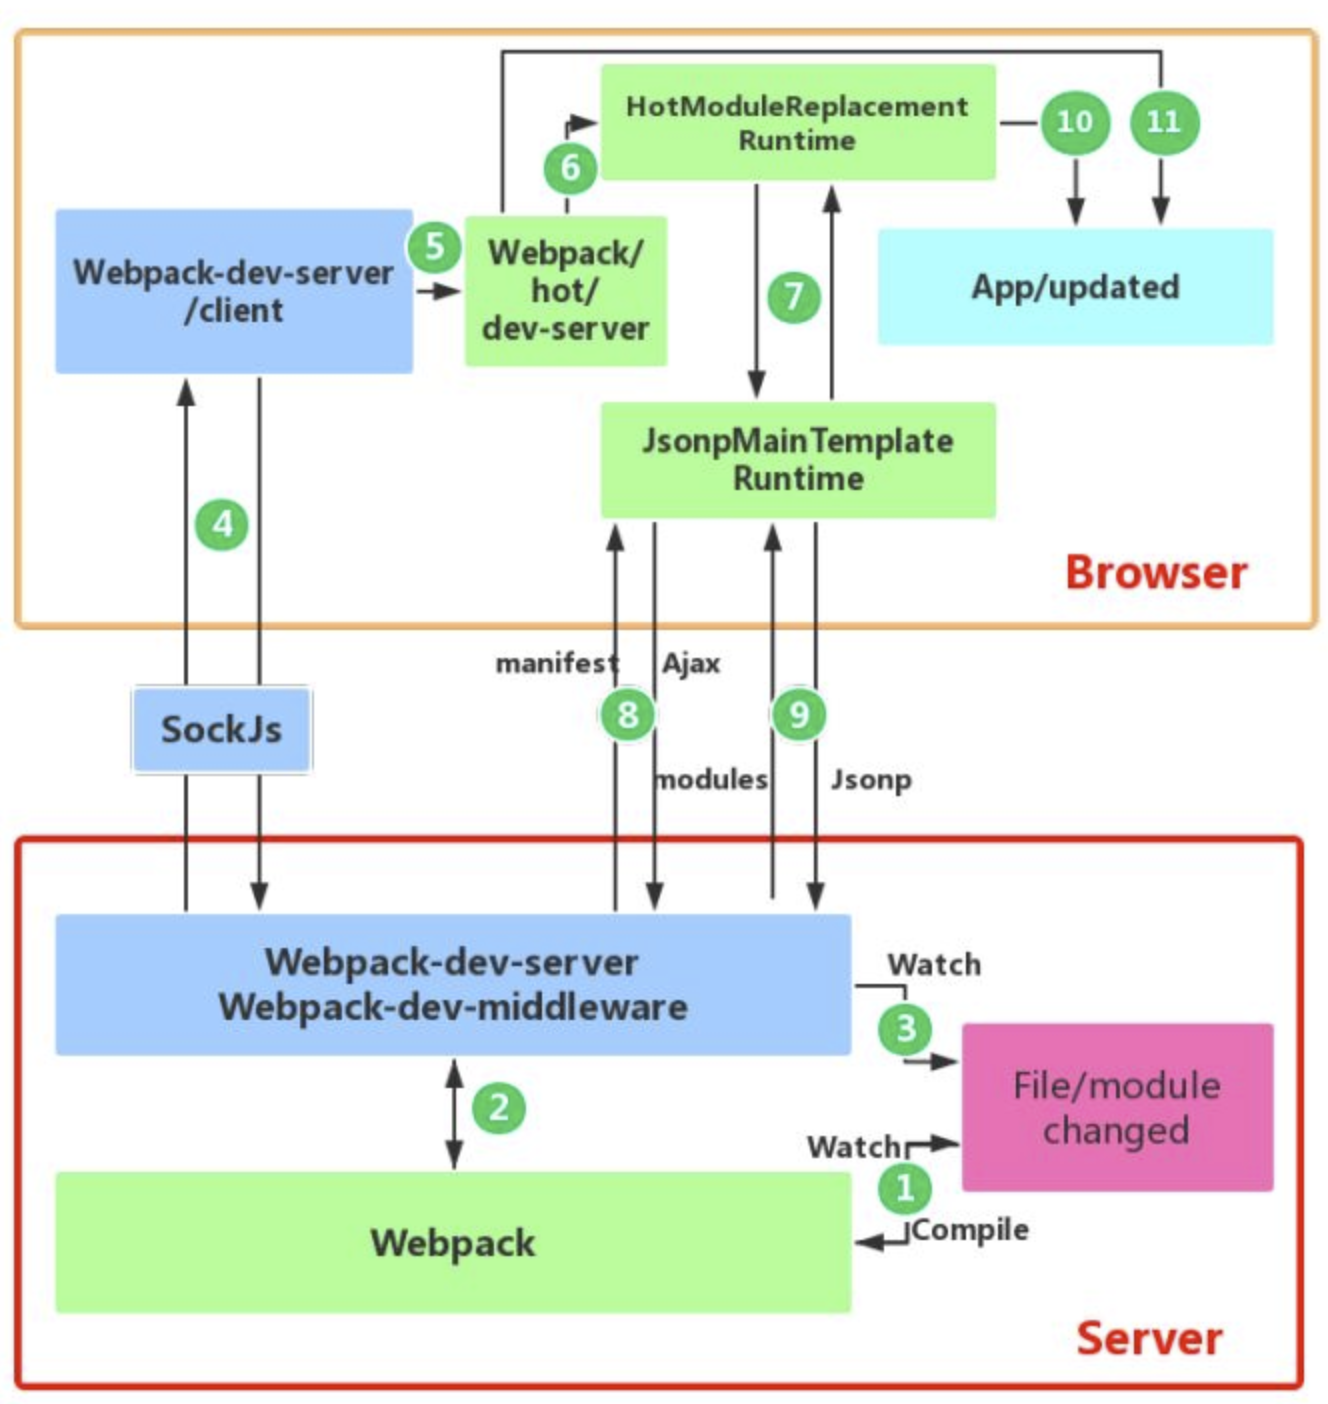 HotModuleReplacement
Runtime
10
11
6
Webpack-dev-server
/client
5
Webpack/
hot/
dev-server
7
App/updated
JsonpMainTemplate
Runtime
4
Browser
manifest
Ajax
8
9
SockJs
modules
Jsonp
Webpack-dev-server
Webpack-dev-middleware
Watch
3
File/module
changed
2
Watch
1
Compile
Webpack
Server